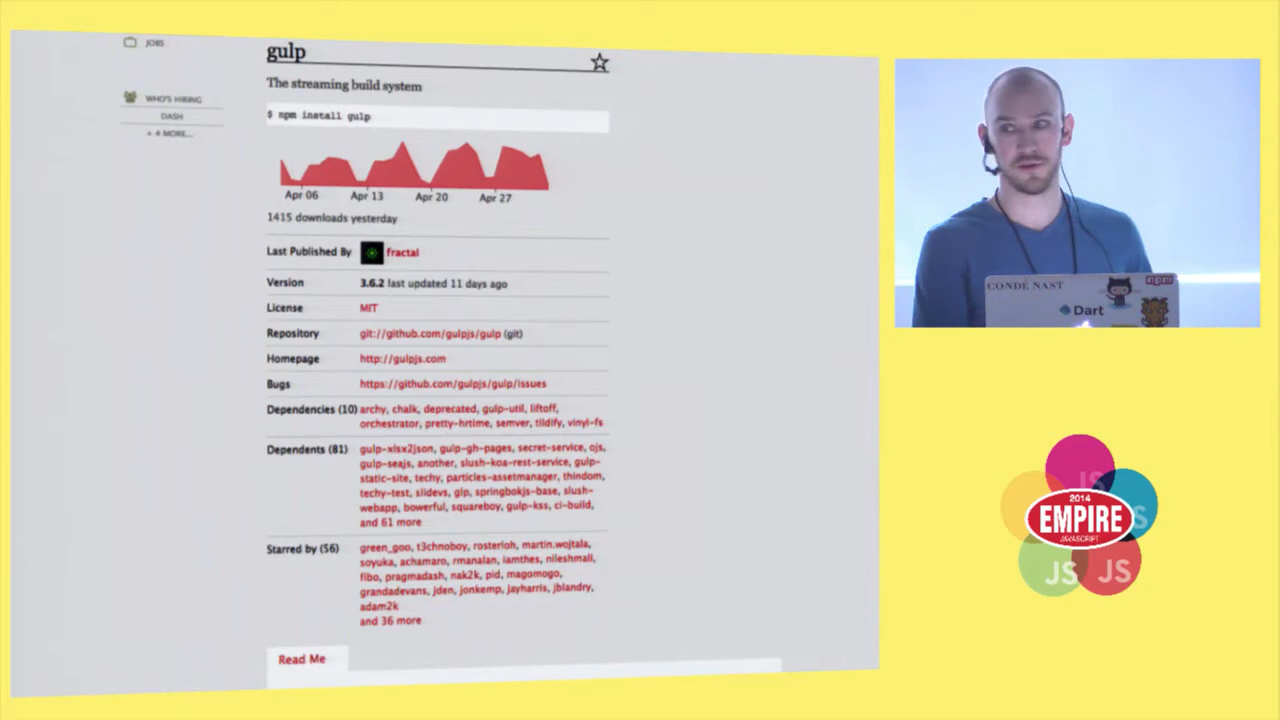 JOBS
WHO'S HIRING
DASH
+ 4 MORE...
gulp
The streaming build system
$ npm install gulp
Apr 06 Apr 13 Apr 20 Apr 27
1415 downloads yesterday
Last Published By fractal
Version 3.6.2 last updated 11 days ago
License MIT
Repository git://github.com/gulpjs/gulp (git)
Homepage http://gulpjs.com
Bugs https://github.com/gulpjs/gulp/issues
Dependencies (10) archy, chalk, deprecated, gulp-util, liftoff,
orchestrator, pretty-hrtime, semver, tildify, vinyl-fs
Dependents (81) gulp-xlsx2json, gulp-gh-pages, secret-service, ojs,
gulp-seajs, another, slush-koa-rest-service, gulp-
static-site, techy, particles-assetmanager, thindom,
techy-test, slidevs, glp, springbokjs-base, slush-
webapp, bowerful, squareboy, gulp-kss, ci-build,
and 61 more
Starred by (56) green_goo, t3chnoboy, rosterloh, martin.wojtala,
soyuka, achamaro, rmanalan, iamthes, nileshmali,
fibo, pragmadash, nak2k, pid, magomogo,
grandadevans, jden, jonkemp, jayharris, jblandry,
adam2k
and 36 more
Read Me
CONDÉ NAST
npm
Dart
JS
2014
EMPIRE
JAVASCRIPT
S
JS
JS